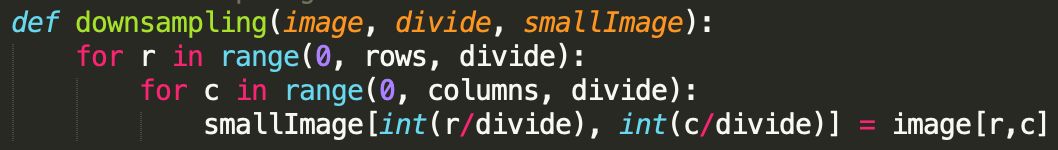 def downsampling(image, divide, smallImage):
    for r in range(0, rows, divide):
        for c in range(0, columns, divide):
            smallImage[int(r/divide), int(c/divide)] = image[r,c]